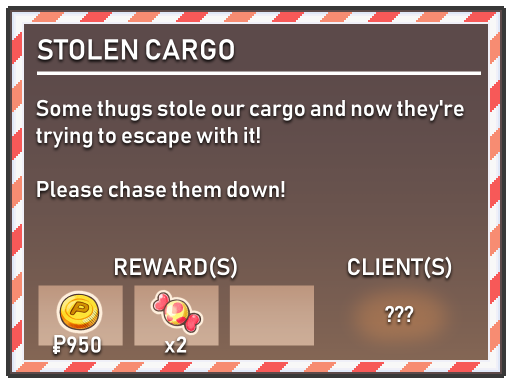 STOLEN CARGO
Some thugs stole our cargo and now they're
trying to escape with it!
Please chase them down!
REWARD(S)
CLIENT(S)
P
???
₽950
x2